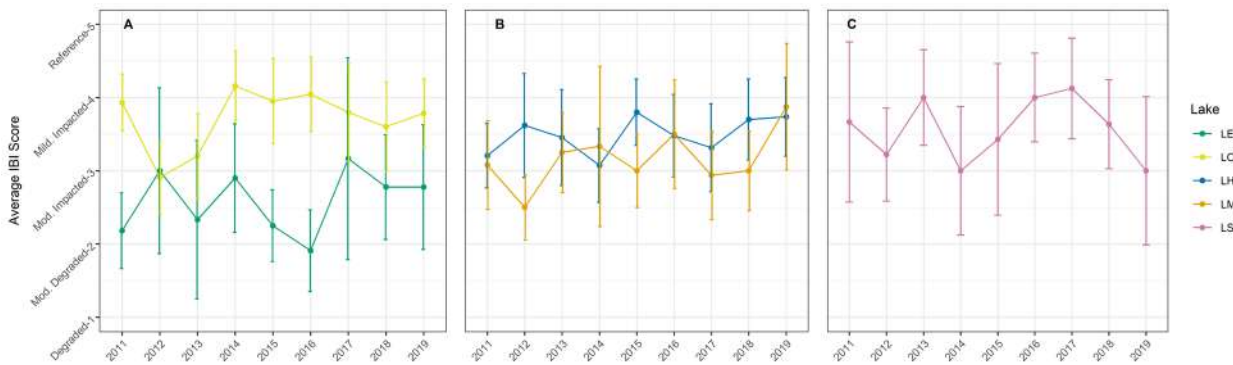 A
B
C
Average IBI Score
Reference-5
Mild. Impacted-4
Mod. Impacted-3
Mod. Degraded-2
Degraded-1
2011 2012 2013 2014 2015 2016 2017 2018 2019
2011 2012 2013 2014 2015 2016 2017 2018 2019
2011 2012 2013 2014 2015 2016 2017 2018 2019
Lake
LE
LO
LH
LM
LS